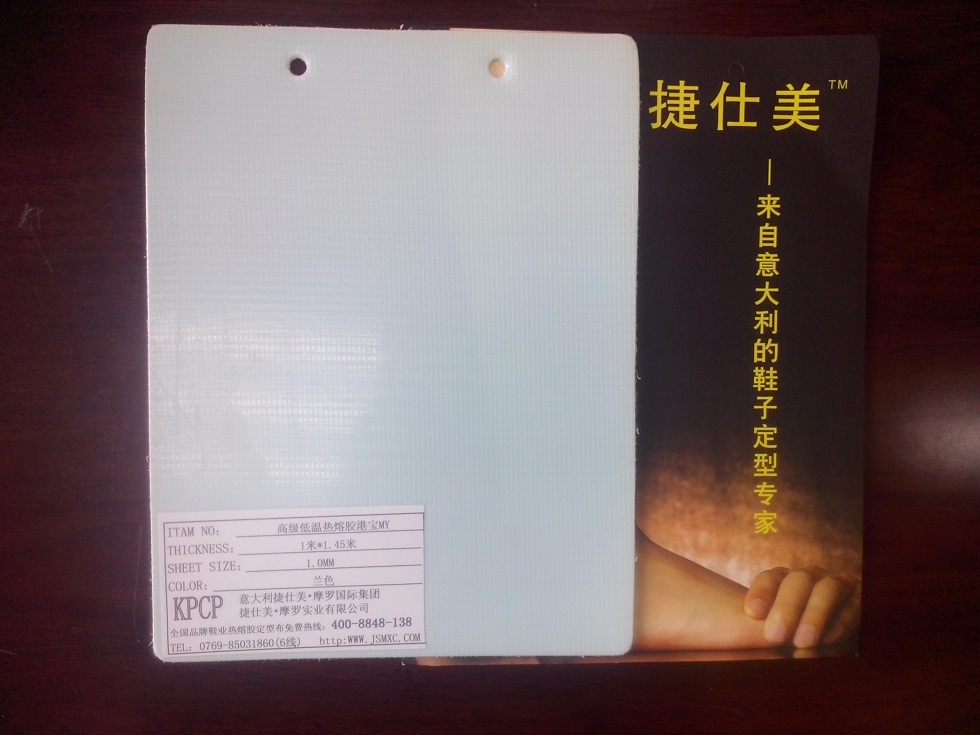 捷仕美™
—来自意大利的鞋子定型专家
ITAM NO: 高级低温热熔胶港宝MY
THICKNESS: 1米*1.45米
SHEET SIZE: 1.0MM
COLOR: 兰色
KPCP
意大利捷仕美·摩罗国际集团
捷仕美·摩罗实业有限公司
全国品牌鞋业热熔胶定型布免费热线: 400-8848-138
TEL: 0769-85031860(6线) http:WWW.JSMXC.COM